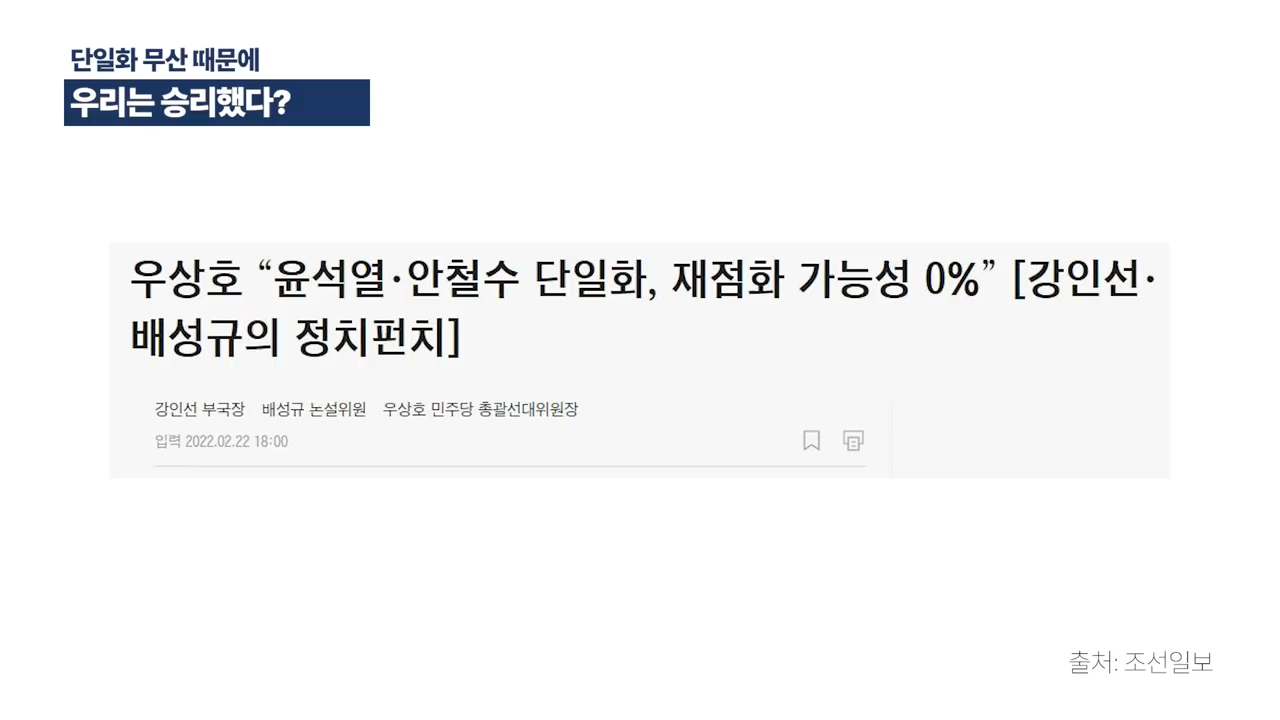 단일화 무산 때문에
우리는 승리했다?
우상호 “윤석열·안철수 단일화, 재점화 가능성 0%” [강인선·
배성규의 정치펀치]
강인선 부국장 배성규 논설위원 우상호 민주당 총괄선대위원장
입력 2022.02.22 18:00
출처: 조선일보